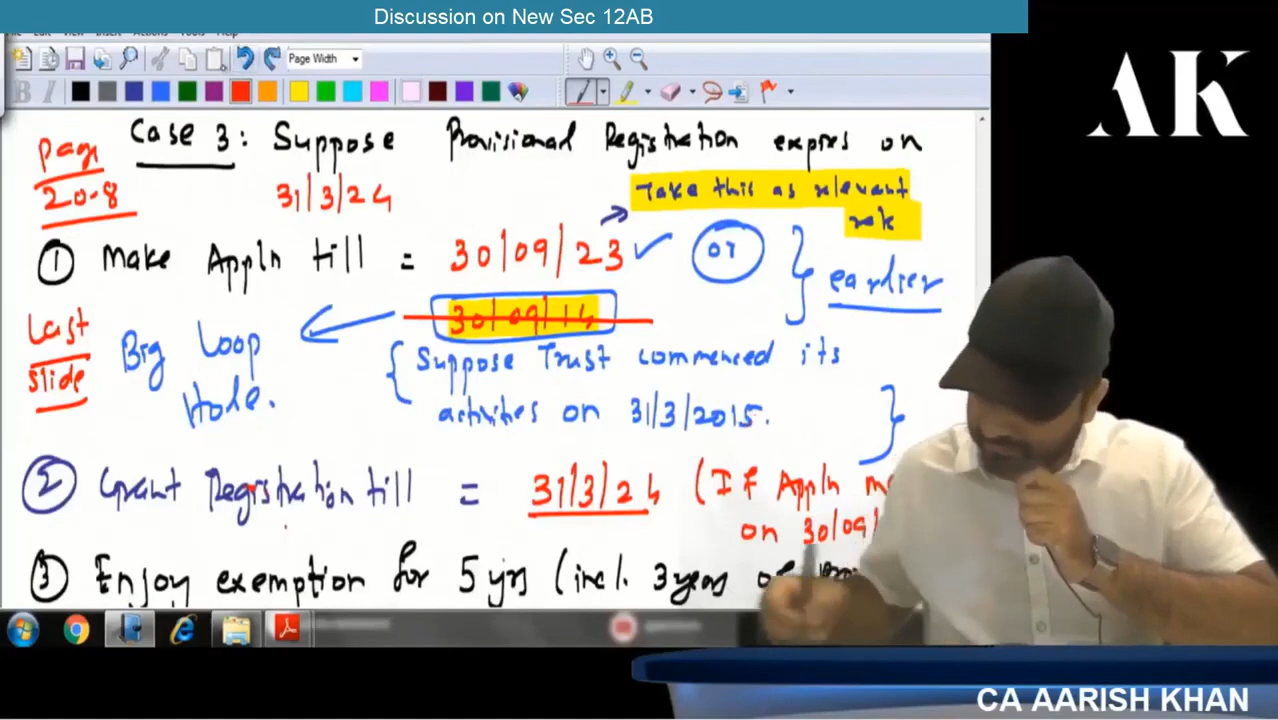 Discussion on New Sec 12AB
Page Width
AK
Page
20.8
Case 3: Suppose Provisional Registration expires on
31/3/24
Take this as relevant
① Make Appln till = 30/09/23 ✓ or
earlier
30/09/14
Last
slide
Big Loop
Hole.
{ Suppose Trust commenced its
activities on 31/3/2015. }
② Grant Registration till = 31/3/24 (If Appln
on 30/09/
③ Enjoy exemption for 5 yrs (incl. 3 years
CA AARISH KHAN